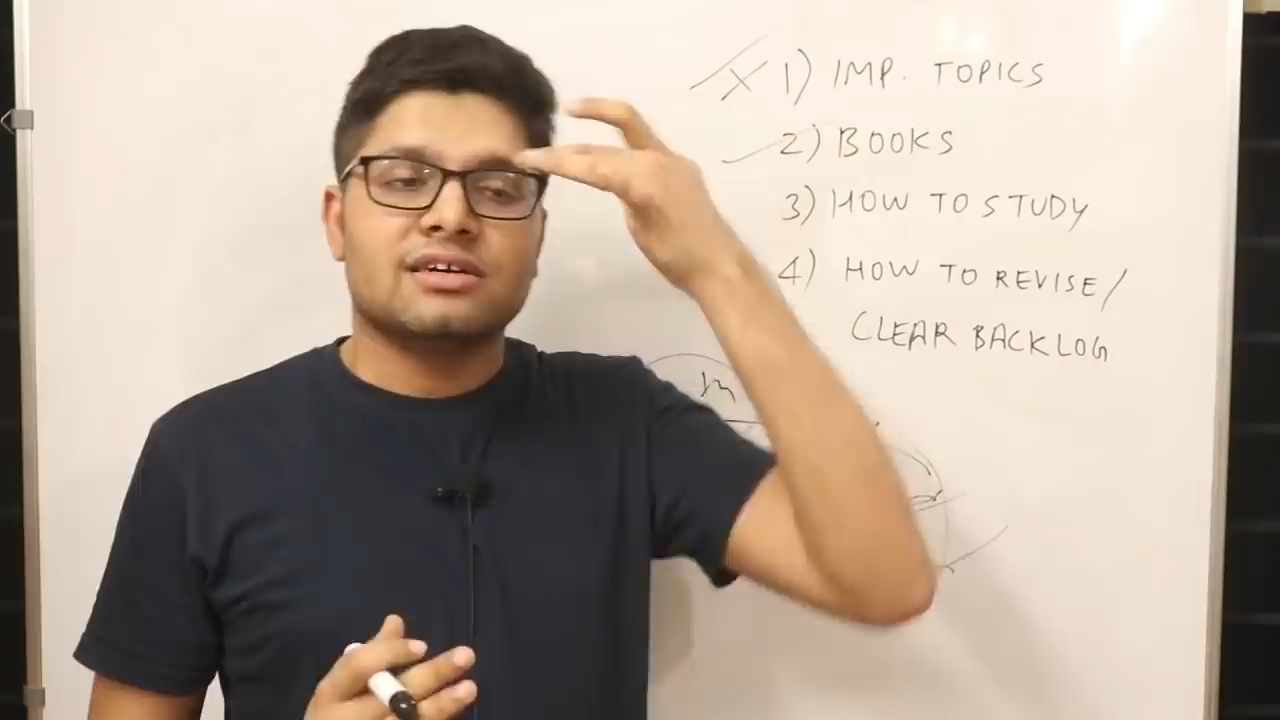 1) IMP. TOPICS
2) BOOKS
3) HOW TO STUDY
4) HOW TO REVISE/
CLEAR BACKLOG